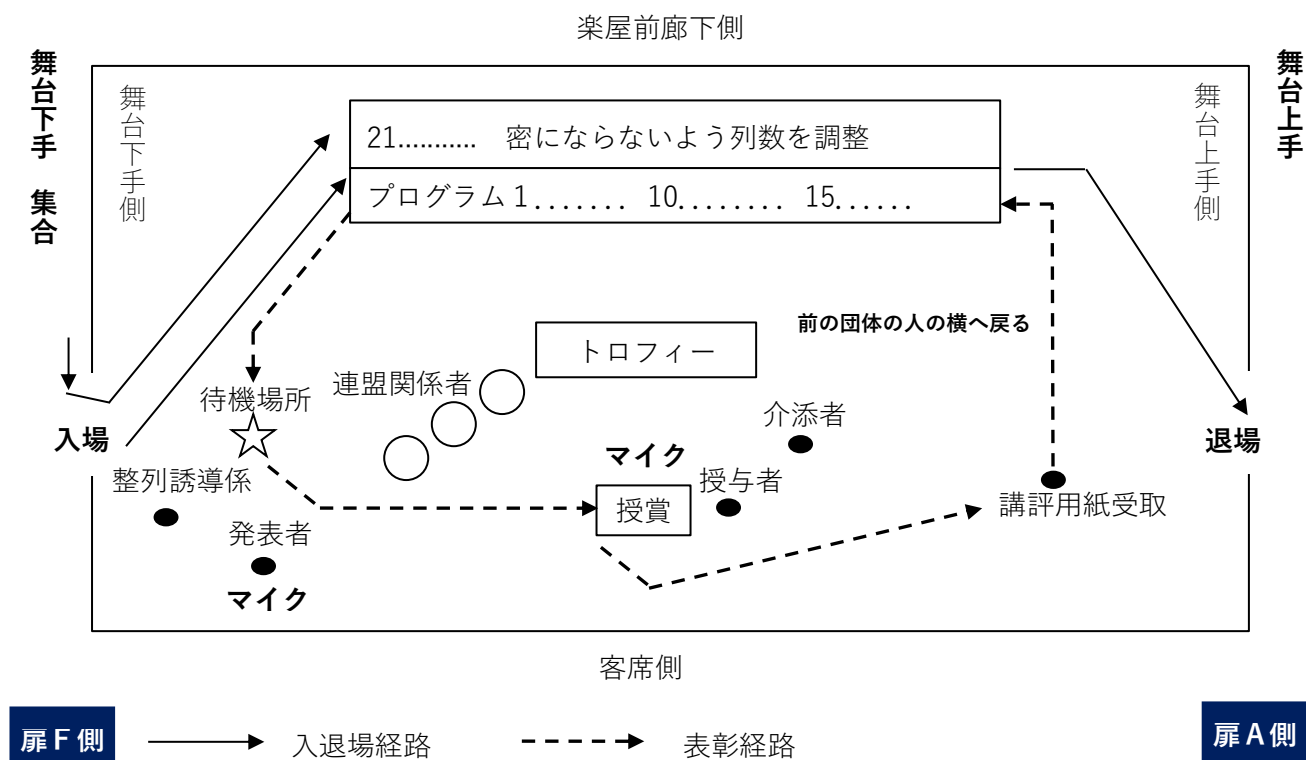 楽屋前廊下側
舞台下手 集合
舞台下手側
舞台上手側
舞台上手
21........... 密にならないよう列数を調整
プログラム 1....... 10........ 15......
前の団体の人の横へ戻る
トロフィー
待機場所
連盟関係者
介添者
入場
マイク
退場
整列誘導係
授与者
授賞
講評用紙受取
発表者
マイク
客席側
扉F側
入退場経路
表彰経路
扉A側